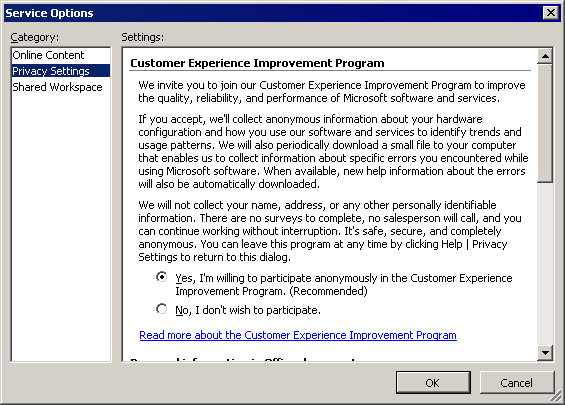 Service Options
Category:
Settings:
Online Content
Privacy Settings
Shared Workspace
Customer Experience Improvement Program
We invite you to join our Customer Experience Improvement Program to improve
the quality, reliability, and performance of Microsoft software and services.
If you accept, we'll collect anonymous information about your hardware
configuration and how you use our software and services to identify trends and
usage patterns. We will also periodically download a small file to your computer
that enables us to collect information about specific errors you encountered while
using Microsoft software. When available, new help information about the errors
will also be automatically downloaded.
We will not collect your name, address, or any other personally identifiable
information. There are no surveys to complete, no salesperson will call, and you
can continue working without interruption. It's safe, secure, and completely
anonymous. You can leave this program at any time by clicking Help | Privacy
Settings to return to this dialog.
Yes, I'm willing to participate anonymously in the Customer Experience
Improvement Program. (Recommended)
No, I don't wish to participate.
Read more about the Customer Experience Improvement Program
OK
Cancel